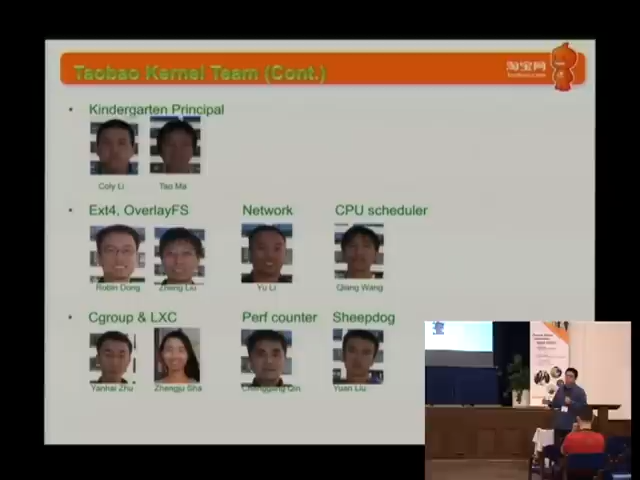 Taobao Kernel Team (Cont.)
淘宝网
Taobao.com
• Kindergarten Principal
Coly Li
Tao Ma
• Ext4, OverlayFS
Network
CPU scheduler
Robin Dong
Zheng Liu
Yu Li
Qiang Wang
• Cgroup & LXC
Perf counter
Sheepdog
Yanhai Zhu
Zhengju Sha
Chenggang Qin
Yuan Liu